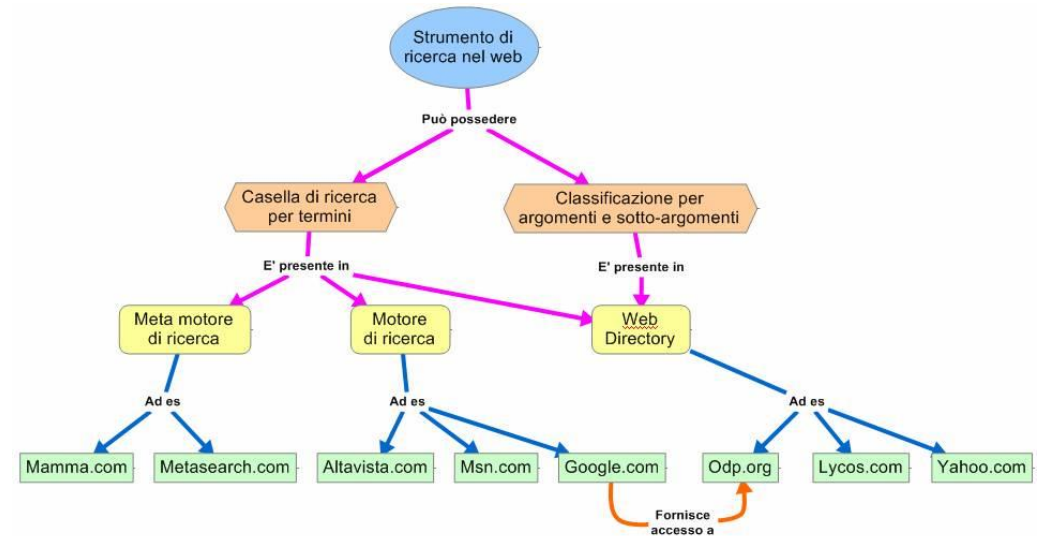 Strumento di
ricerca nel web
Può possedere
Casella di ricerca
per termini
Classificazione per
argomenti e sotto-argomenti
E' presente in
E' presente in
Meta motore
di ricerca
Motore
di ricerca
Web
Directory
Ad es
Ad es
Ad es
Mamma.com
Metasearch.com
Altavista.com
Msn.com
Google.com
Odp.org
Lycos.com
Yahoo.com
Fornisce
accesso a